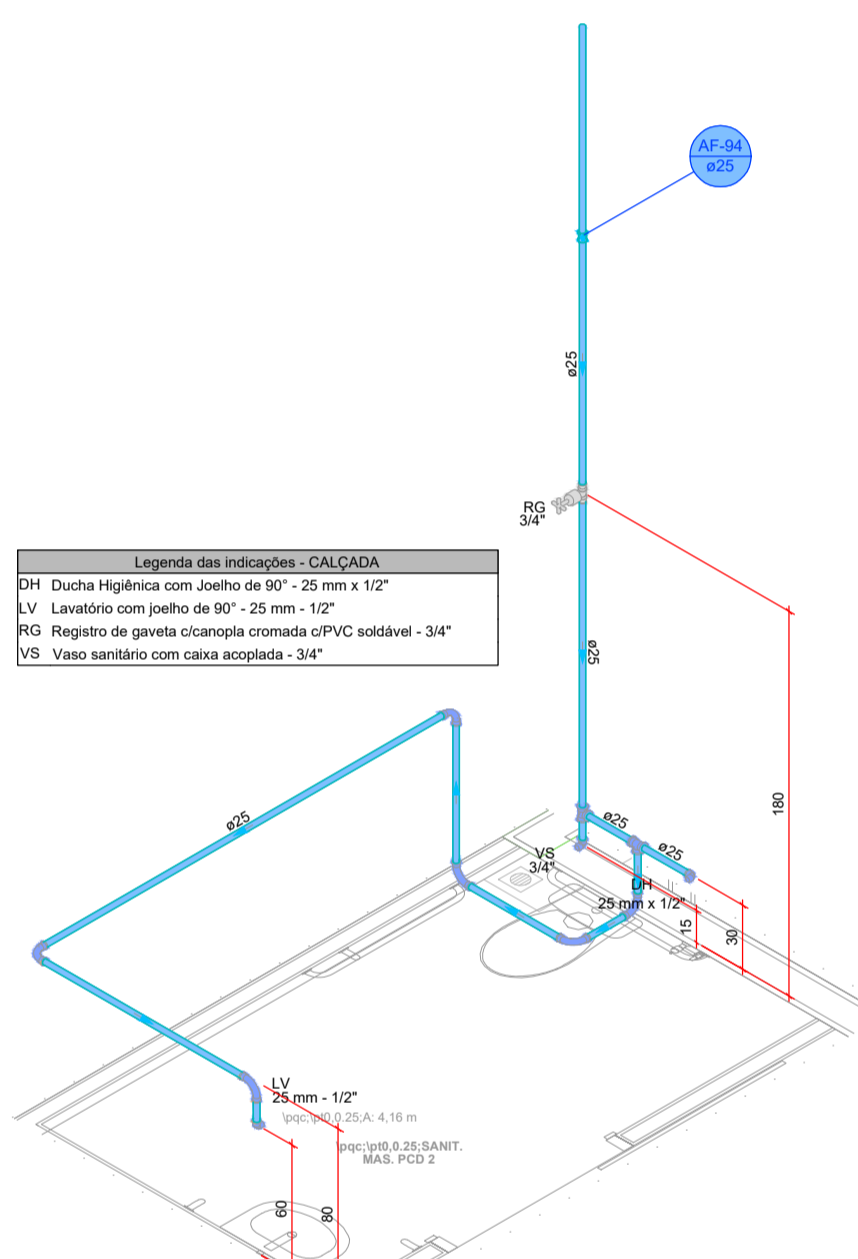 AF-94
ø25
ø25
RG
3/4"
Legenda das indicações - CALÇADA
DH Ducha Higiênica com Joelho de 90° - 25 mm x 1/2"
LV Lavatório com joelho de 90° - 25 mm - 1/2"
RG Registro de gaveta c/canopla cromada c/PVC soldável - 3/4"
VS Vaso sanitário com caixa acoplada - 3/4"
ø25
180
ø25
ø25
ø25
VS
3/4"
DH
25 mm x 1/2"
15
30
LV
25 mm - 1/2"
\pqc;\pt0,0.25;A: 4,16 m
\pqc;\pt0,0.25;SANIT.
MAS. PCD 2
60
80